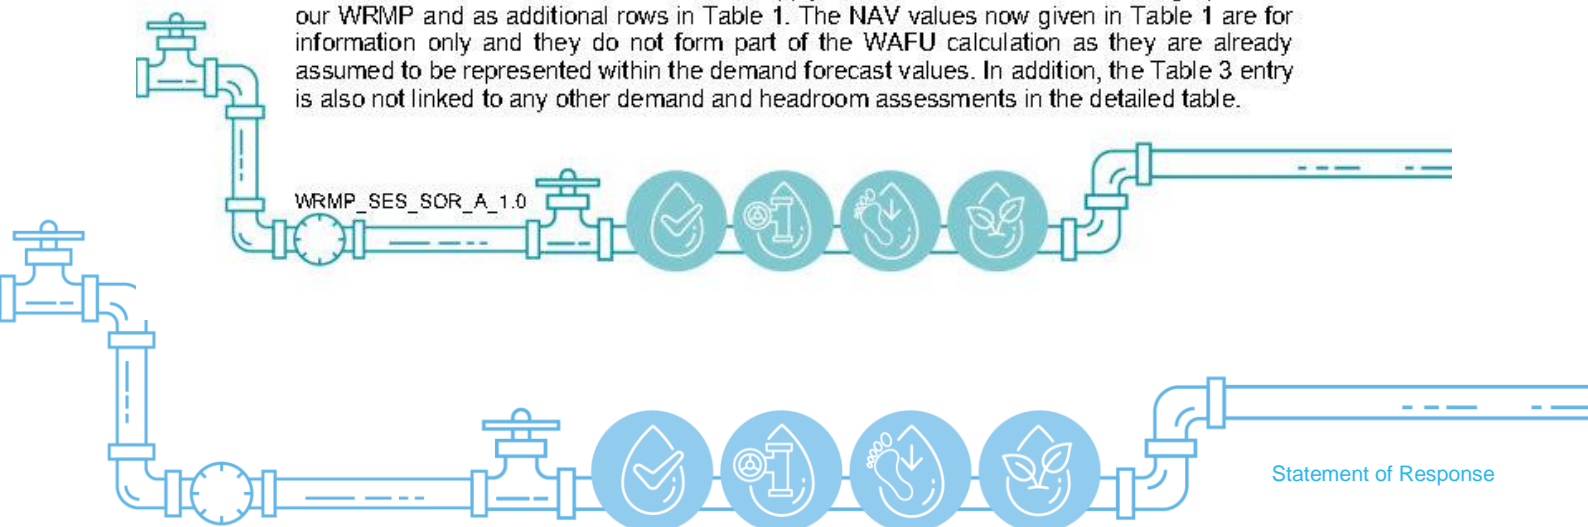 our WRMP and as additional rows in Table 1. The NAV values now given in Table 1 are for
information only and they do not form part of the WAFU calculation as they are already
assumed to be represented within the demand forecast values. In addition, the Table 3 entry
is also not linked to any other demand and headroom assessments in the detailed table.
WRMP_SES_SOR_A_1.0
Statement of Response